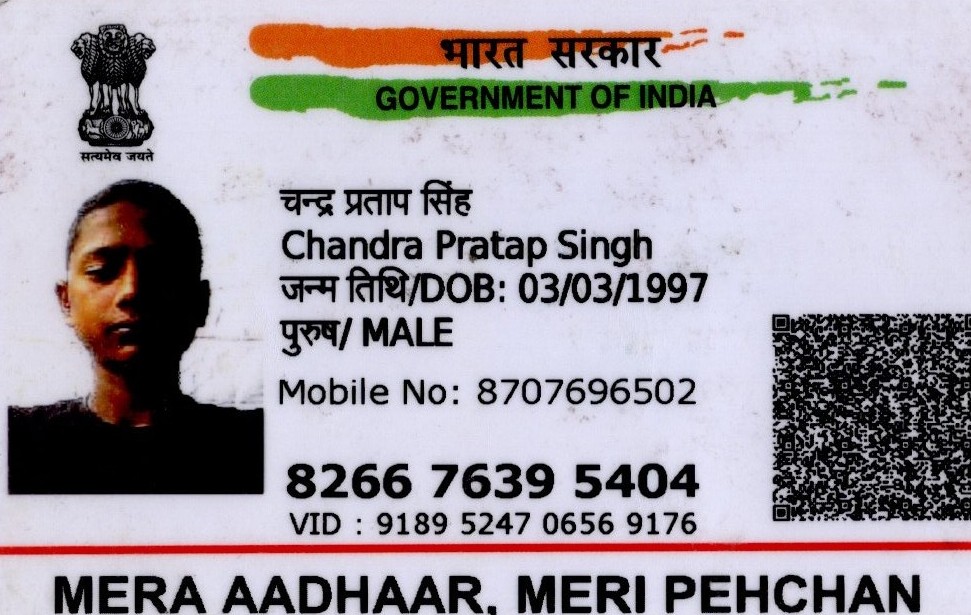 भारत सरकार
GOVERNMENT OF INDIA
सत्यमेव जयते
चन्द्र प्रताप सिंह
Chandra Pratap Singh
जन्म तिथि/DOB: 03/03/1997
पुरुष/ MALE
Mobile No: 8707696502
8266 7639 5404
VID : 9189 5247 0656 9176
MERA AADHAAR, MERI PEHCHAN